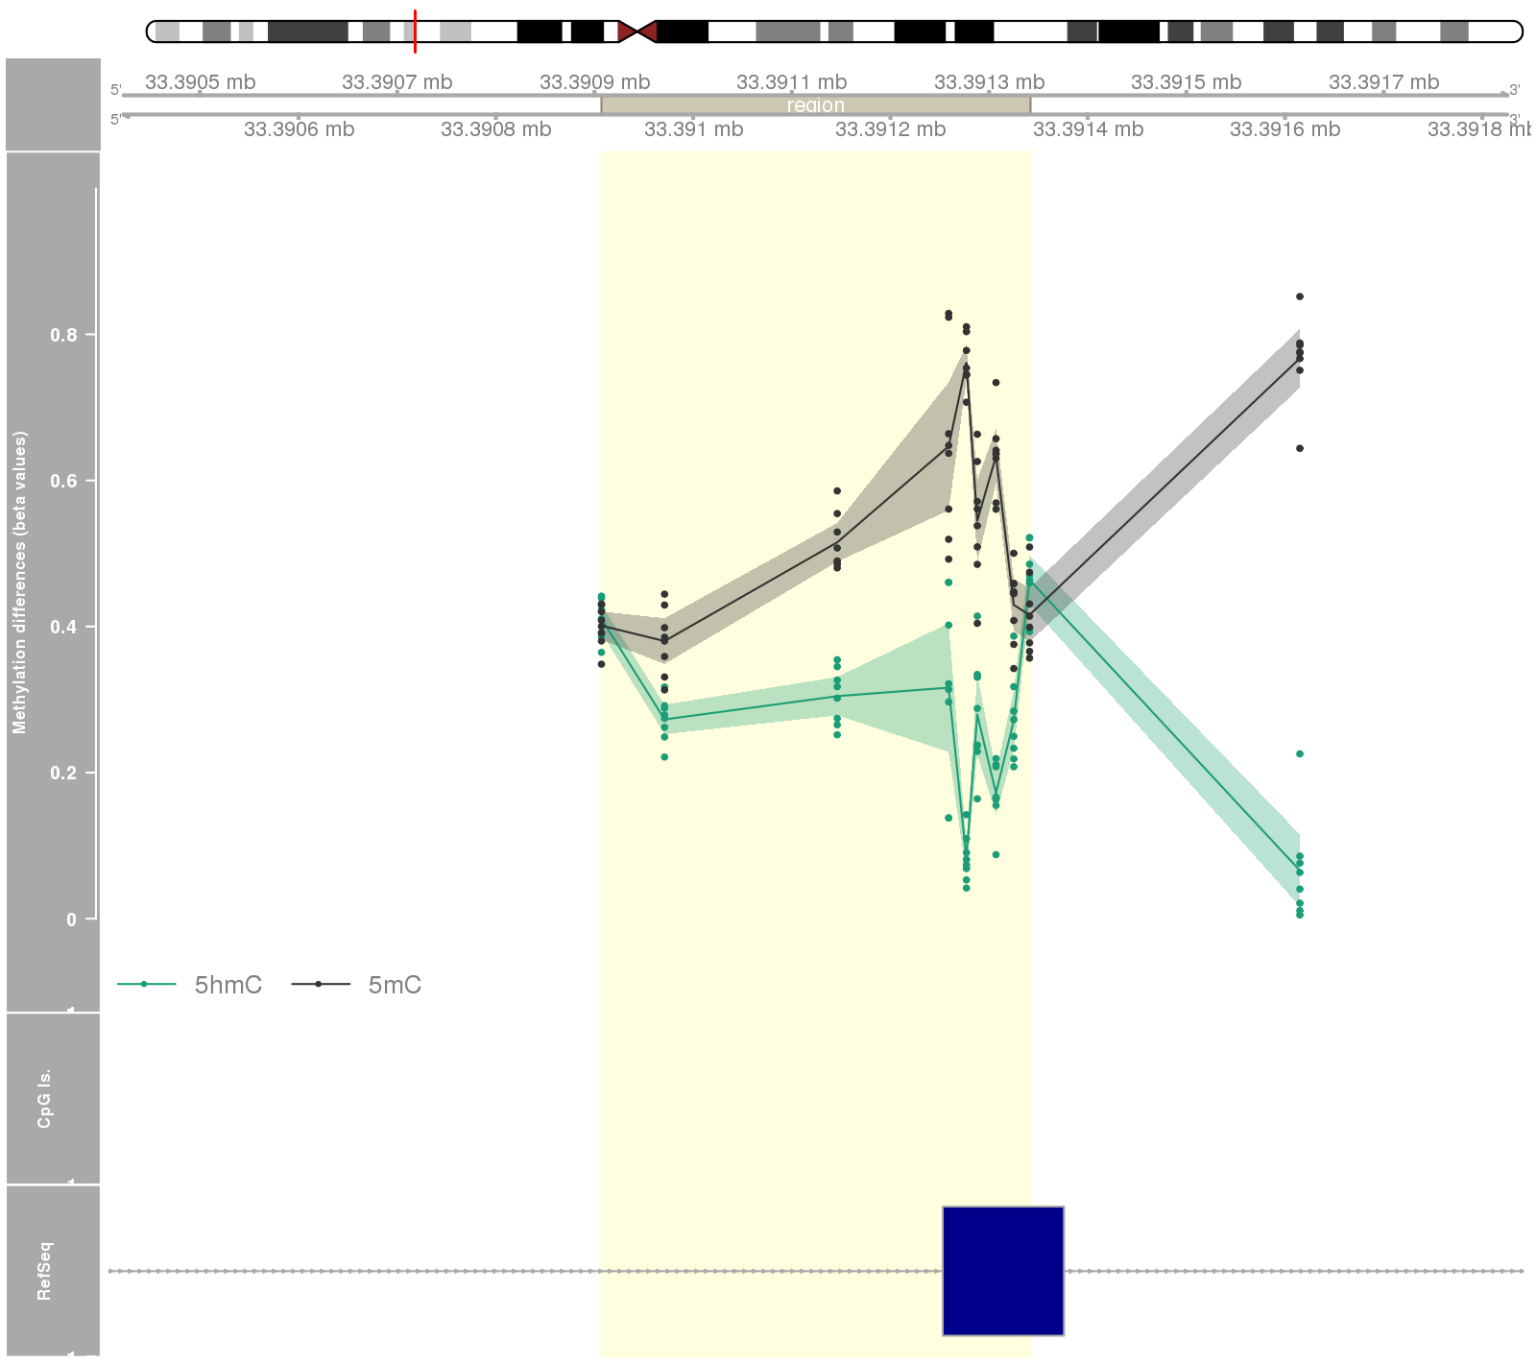 33.3905 mb 33.3907 mb 33.3909 mb 33.3911 mb 33.3913 mb 33.3915 mb 33.3917 mb
5' 3'
region
5' 3'
33.3906 mb 33.3908 mb 33.391 mb 33.3912 mb 33.3914 mb 33.3916 mb 33.3918 mb
Methylation differences (beta values)
0.8
0.6
0.4
0.2
0
5hmC 5mC
CpG Is.
RefSeq